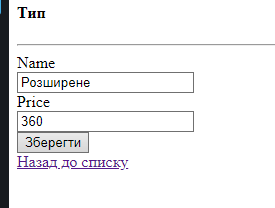 Тип
Name
Розширене
Price
360
Зберегти
Назад до списку